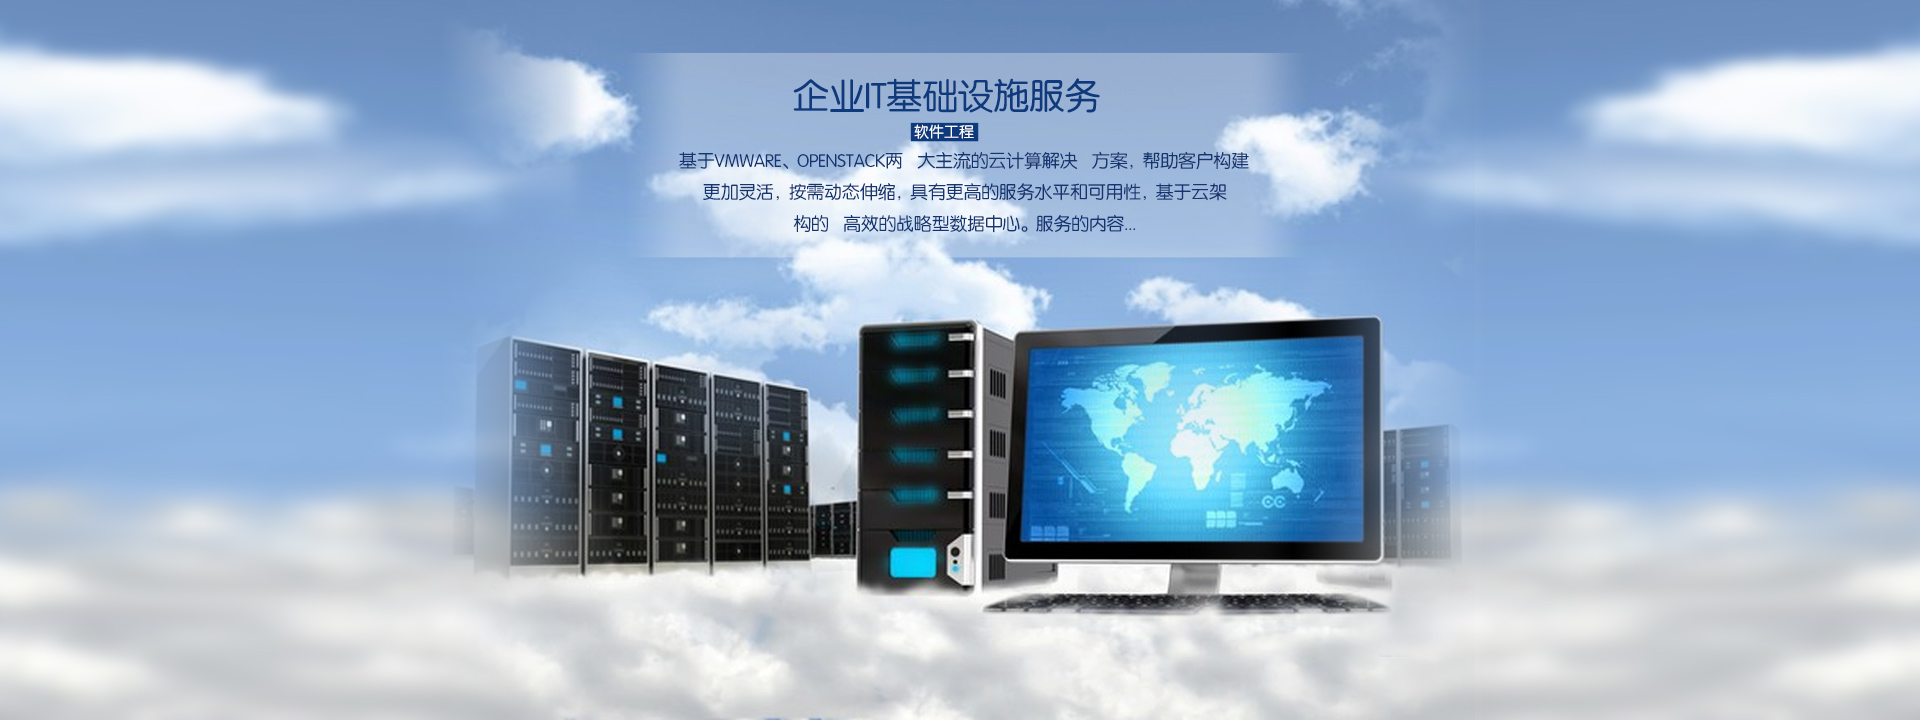 企业IT基础设施服务
软件工程
基于VMWARE、OPENSTACK两 大主流的云计算解决 方案，帮助客户构建
更加灵活，按需动态伸缩，具有更高的服务水平和可用性，基于云架
构的 高效的战略型数据中心。服务的内容...